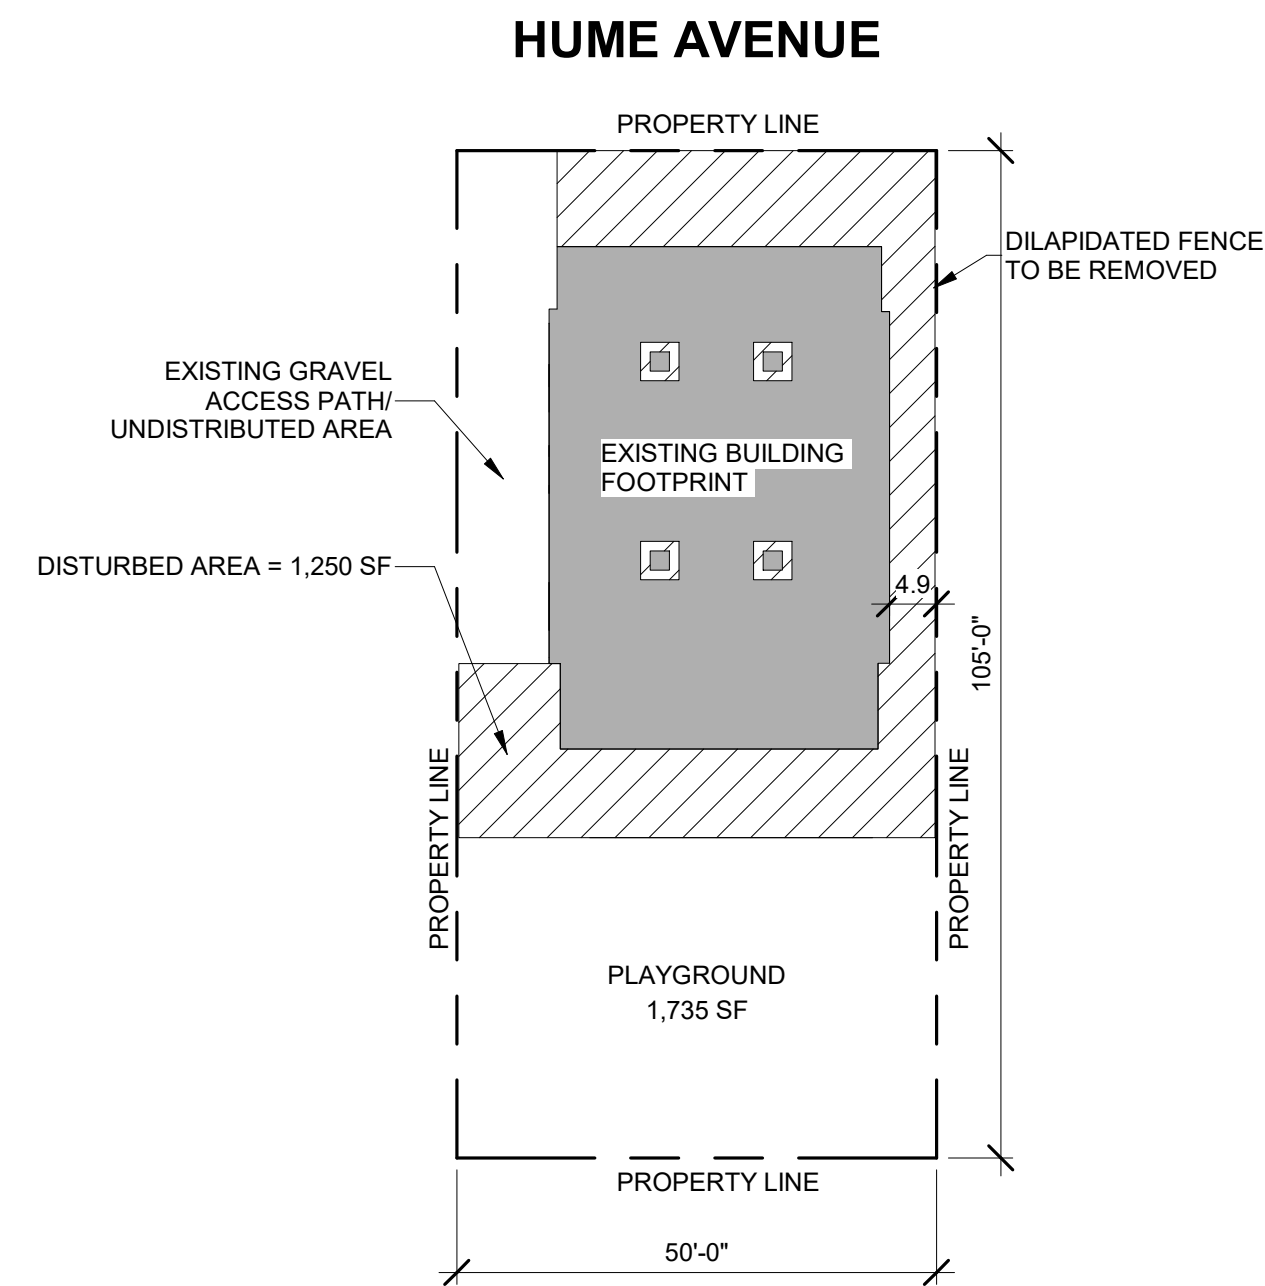 HUME AVENUE
PROPERTY LINE
DILAPIDATED FENCE
TO BE REMOVED
EXISTING GRAVEL
ACCESS PATH/
UNDISTRIBUTED AREA
EXISTING BUILDING
FOOTPRINT
DISTURBED AREA = 1,250 SF
4.9
105'-0"
PROPERTY LINE
PROPERTY LINE
PLAYGROUND
1,735 SF
PROPERTY LINE
50'-0"